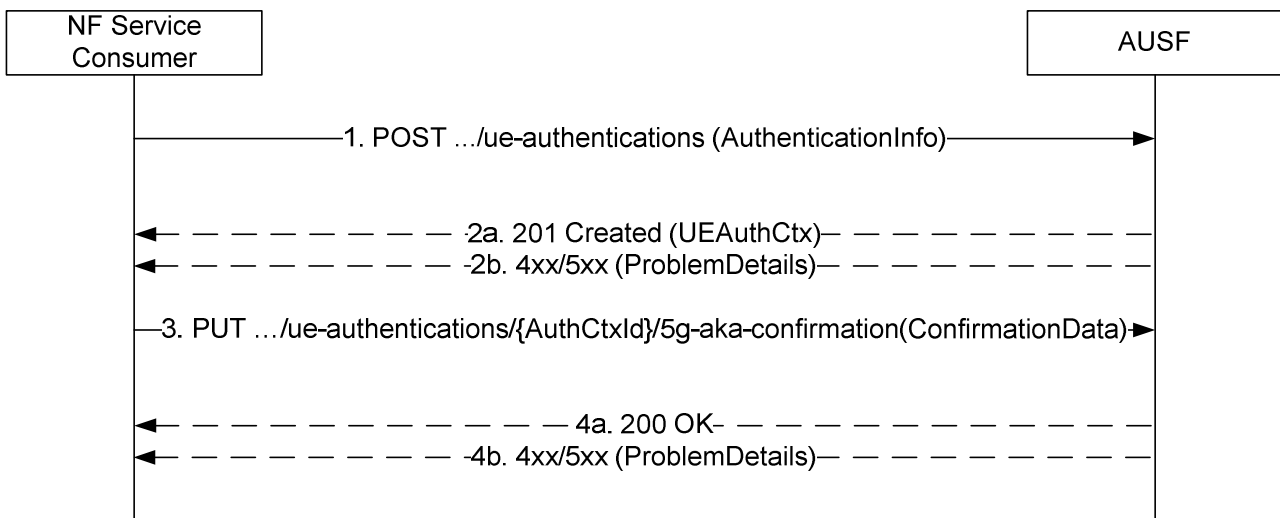 NF Service
Consumer
AUSF
1. POST .../ue-authentications (AuthenticationInfo)
2a. 201 Created (UEAuthCtx)
2b. 4xx/5xx (ProblemDetails)
3. PUT .../ue-authentications/{AuthCtxId}/5g-aka-confirmation(ConfirmationData)
4a. 200 OK
4b. 4xx/5xx (ProblemDetails)